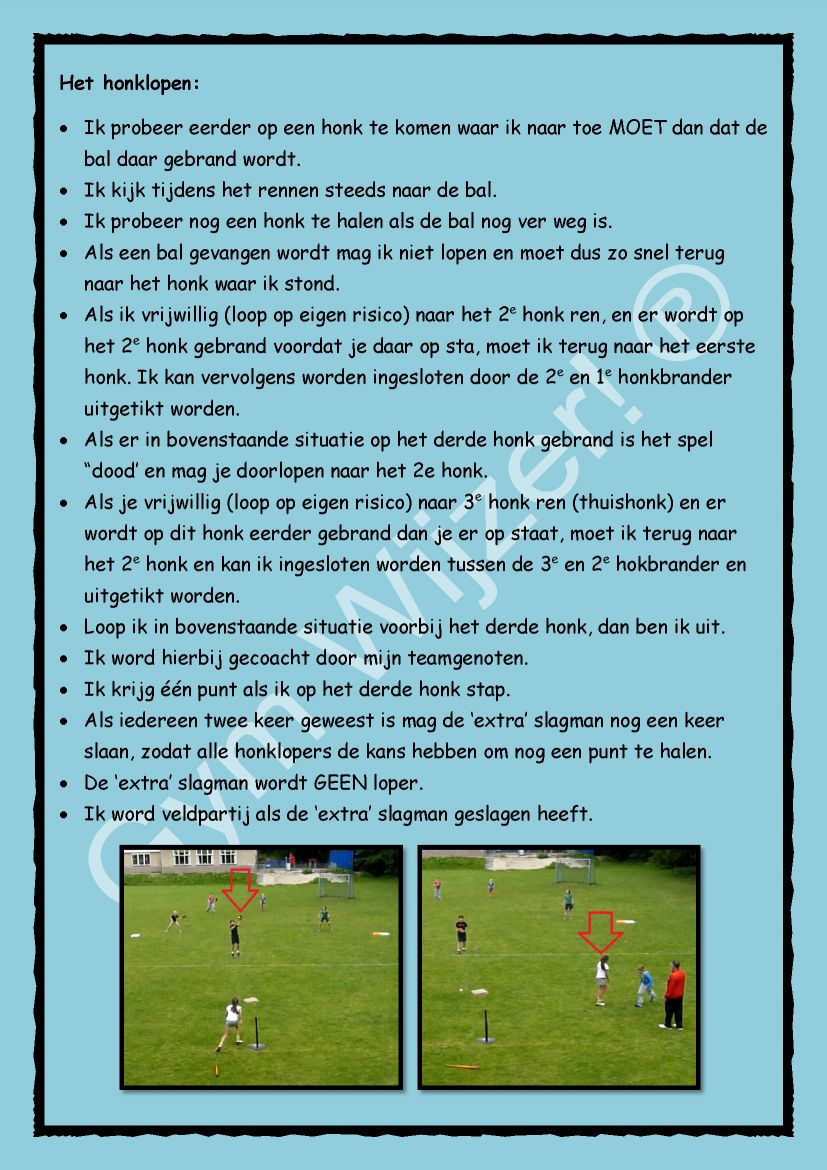 Het honklopen:
• Ik probeer eerder op een honk te komen waar ik naar toe MOET dan dat de
bal daar gebrand wordt.
• Ik kijk tijdens het rennen steeds naar de bal.
• Ik probeer nog een honk te halen als de bal nog ver weg is.
• Als een bal gevangen wordt mag ik niet lopen en moet dus zo snel terug
naar het honk waar ik stond.
• Als ik vrijwillig (loop op eigen risico) naar het 2e honk ren, en er wordt op
het 2e honk gebrand voordat je daar op sta, moet ik terug naar het eerste
honk. Ik kan vervolgens worden ingesloten door de 2e en 1e honkbrander
uitgetikt worden.
• Als er in bovenstaande situatie op het derde honk gebrand is het spel
“dood’ en mag je doorlopen naar het 2e honk.
• Als je vrijwillig (loop op eigen risico) naar 3e honk ren (thuishonk) en er
wordt op dit honk eerder gebrand dan je er op staat, moet ik terug naar
het 2e honk en kan ik ingesloten worden tussen de 3e en 2e hokbrander en
uitgetikt worden.
• Loop ik in bovenstaande situatie voorbij het derde honk, dan ben ik uit.
• Ik word hierbij gecoacht door mijn teamgenoten.
• Ik krijg één punt als ik op het derde honk stap.
• Als iedereen twee keer geweest is mag de ‘extra’ slagman nog een keer
slaan, zodat alle honklopers de kans hebben om nog een punt te halen.
• De ‘extra’ slagman wordt GEEN loper.
• Ik word veldpartij als de ‘extra’ slagman geslagen heeft.
Gym Wijzer! ®